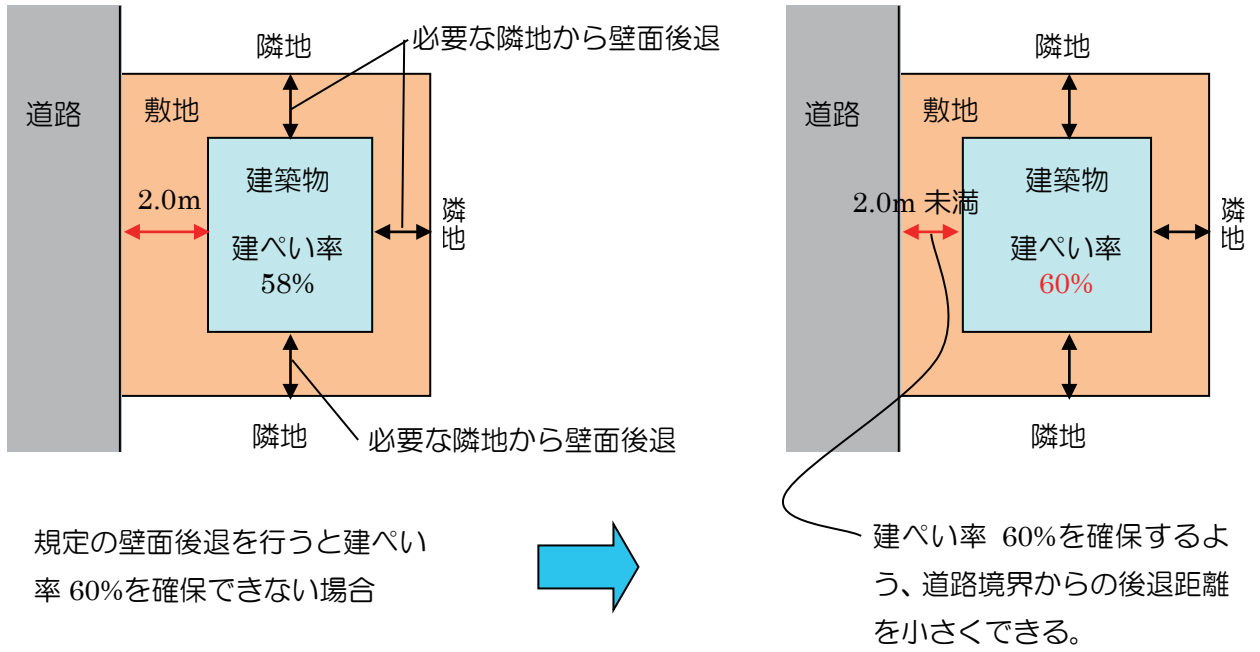 隣地
必要な隣地から壁面後退
道路
敷地
建築物
2.0m
建ぺい率
58%
隣地
隣地
必要な隣地から壁面後退
規定の壁面後退を行うと建ぺい
率 60%を確保できない場合
隣地
道路
敷地
建築物
2.0m 未満
建ぺい率
60%
隣地
隣地
建ぺい率 60%を確保するよ
う、道路境界からの後退距離
を小さくできる。